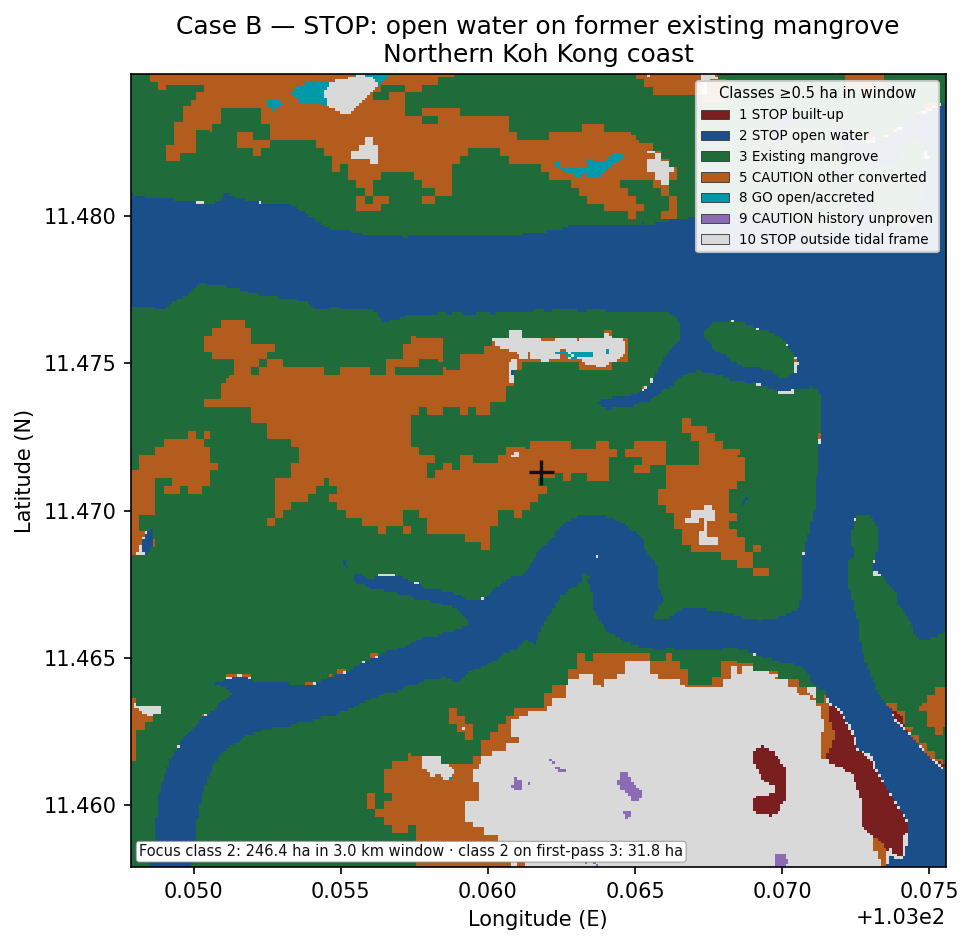 Case B — STOP: open water on former existing mangrove
Northern Koh Kong coast
Classes ≥0.5 ha in window
1 STOP built-up
2 STOP open water
3 Existing mangrove
5 CAUTION other converted
8 GO open/accreted
9 CAUTION history unproven
10 STOP outside tidal frame
Latitude (N)
11.480
11.475
11.470
11.465
11.460
Focus class 2: 246.4 ha in 3.0 km window · class 2 on first-pass 3: 31.8 ha
0.050 0.055 0.060 0.065 0.070 0.075
+1.03e2
Longitude (E)